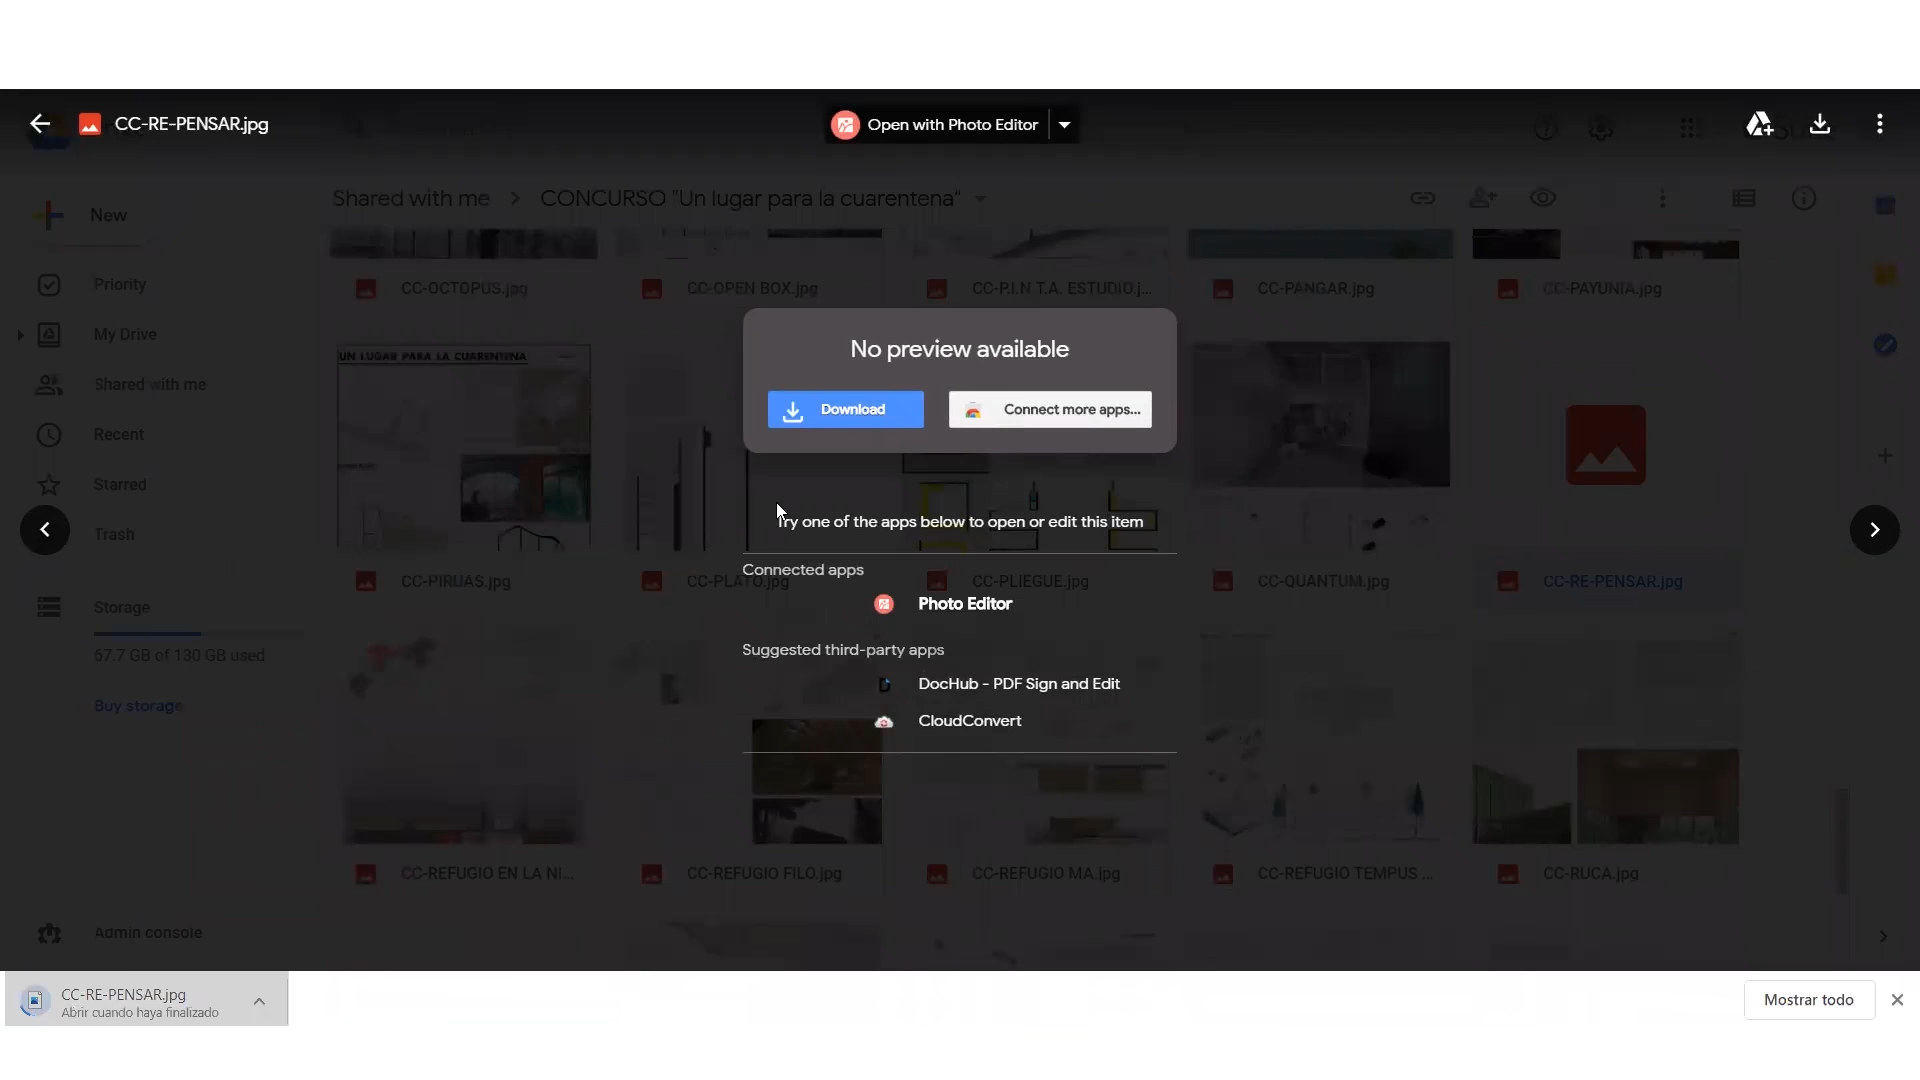 CC-RE-PENSAR.jpg
Open with Photo Editor
Shared with me > CONCURSO "Un lugar para la cuarentena"
New
Priority
My Drive
Shared with me
Recent
Starred
Trash
Storage
67.7 GB of 130 GB used
Buy storage
Admin console
CC-OCTOPUS.jpg
CC-OPEN BOX.jpg
CC-P.I.N T.A. ESTUDIO.j...
CC-PANGAR.jpg
CC-PAYUNIA.jpg
No preview available
Download
Connect more apps...
UN LUGAR PARA LA CUARENTENA
Try one of the apps below to open or edit this item
CC-PIRUAS.jpg
CC-PLATO.jpg
CC-PLIEGUE.jpg
CC-QUANTUM.jpg
CC-RE-PENSAR.jpg
Connected apps
Photo Editor
Suggested third-party apps
DocHub - PDF Sign and Edit
CloudConvert
CC-REFUGIO EN LA NI...
CC-REFUGIO FILO.jpg
CC-REFUGIO MA.jpg
CC-REFUGIO TEMPUS ...
CC-RUCA.jpg
CC-RE-PENSAR.jpg
Abrir cuando haya finalizado
Mostrar todo